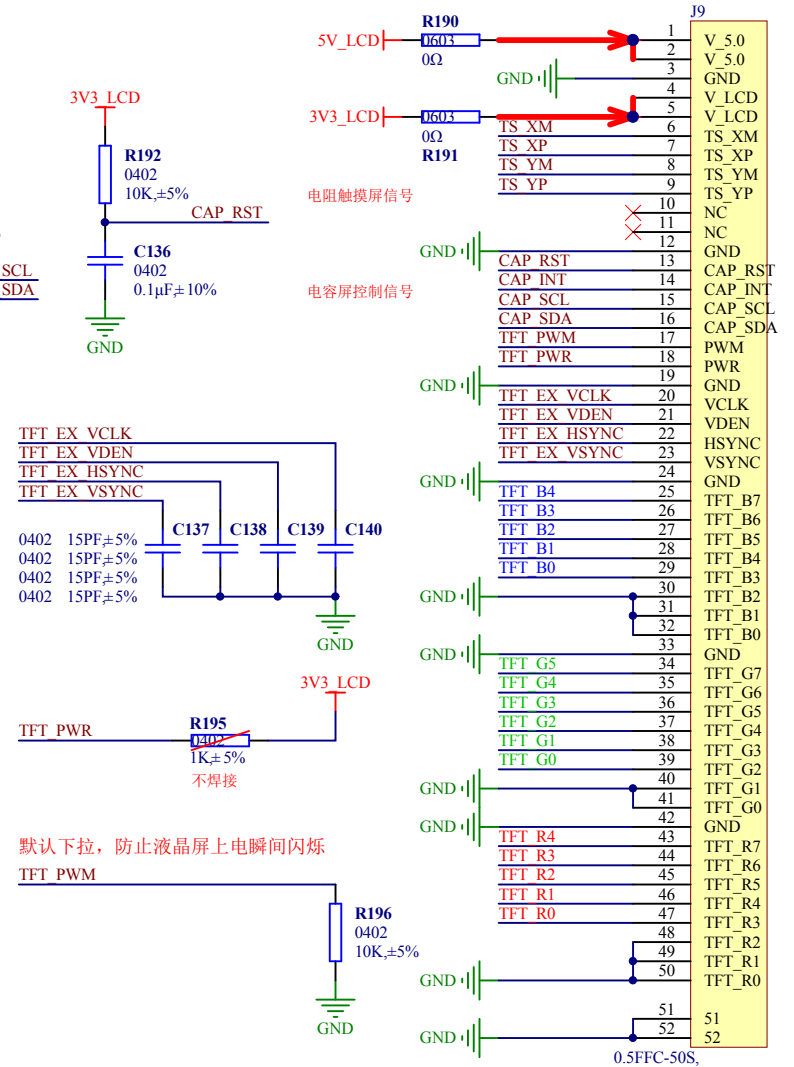 J9
R190
5V_LCD
0603
0Ω
1 V_5.0
2 V_5.0
GND
3 GND
3V3_LCD
4 V_LCD
3V3_LCD
0603
5 V_LCD
0Ω
R191
TS_XM 6 TS_XM
TS_XP 7 TS_XP
TS_YM 8 TS_YM
TS_YP 9 TS_YP
R192
0402
10K,±5%
电阻触摸屏信号
CAP_RST
10 NC
11 NC
GND
12 GND
C136
0402
0.1μF,±10%
GND
SCL
SDA
电容屏控制信号
CAP_RST 13 CAP_RST
CAP_INT 14 CAP_INT
CAP_SCL 15 CAP_SCL
CAP_SDA 16 CAP_SDA
TFT_PWM 17 PWM
TFT_PWR 18 PWR
GND 19 GND
TFT_EX_VCLK 20 VCLK
TFT_EX_VDEN 21 VDEN
TFT_EX_HSYNC 22 HSYNC
TFT_EX_VSYNC 23 VSYNC
GND 24 GND
TFT_EX_VCLK
TFT_EX_VDEN
TFT_EX_HSYNC
TFT_EX_VSYNC
C137 C138 C139 C140
0402 15PF,±5%
0402 15PF,±5%
0402 15PF,±5%
0402 15PF,±5%
GND
TFT_B4 25 TFT_B7
TFT_B3 26 TFT_B6
TFT_B2 27 TFT_B5
TFT_B1 28 TFT_B4
TFT_B0 29 TFT_B3
GND 30 TFT_B2
31 TFT_B1
32 TFT_B0
GND 33 GND
TFT_G5 34 TFT_G7
TFT_G4 35 TFT_G6
TFT_G3 36 TFT_G5
TFT_G2 37 TFT_G4
TFT_G1 38 TFT_G3
TFT_G0 39 TFT_G2
GND 40 TFT_G1
41 TFT_G0
GND 42 GND
3V3_LCD
TFT_PWR
R195
0402
1K,±5%
不焊接
默认下拉，防止液晶屏上电瞬间闪烁
TFT_PWM
R196
0402
10K,±5%
GND
TFT_R4 43 TFT_R7
TFT_R3 44 TFT_R6
TFT_R2 45 TFT_R5
TFT_R1 46 TFT_R4
TFT_R0 47 TFT_R3
48 TFT_R2
49 TFT_R1
GND 50 TFT_R0
51 51
GND 52 52
0.5FFC-50S,